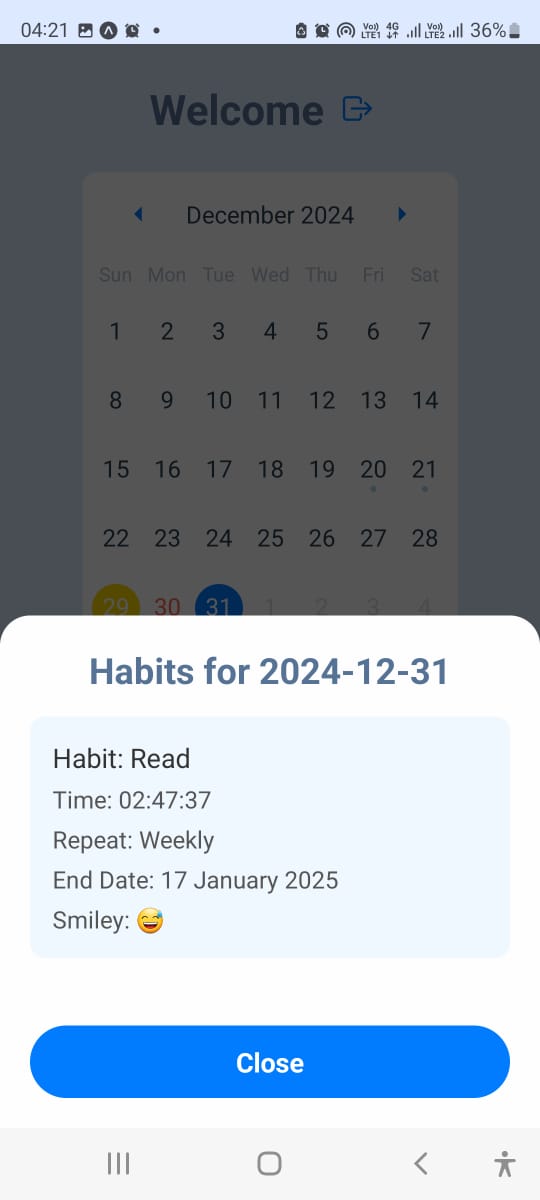 04:21 Vo)) LTE1 4G Vo)) LTE2 36%
Welcome
December 2024
Sun Mon Tue Wed Thu Fri Sat
1 2 3 4 5 6 7
8 9 10 11 12 13 14
15 16 17 18 19 20 21
22 23 24 25 26 27 28
29 30 31 1 2 3 4
Habits for 2024-12-31
Habit: Read
Time: 02:47:37
Repeat: Weekly
End Date: 17 January 2025
Smiley: 😅
Close